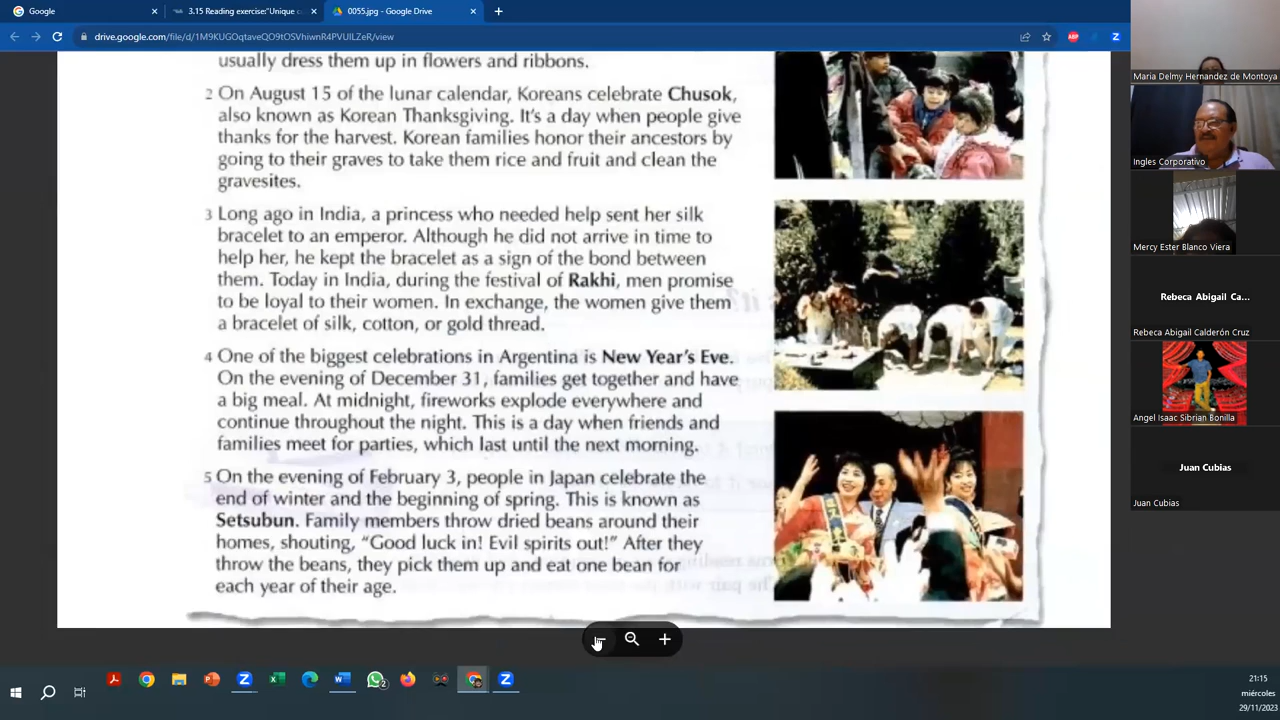 Google
3.15 Reading exercise:"Unique c
0055.jpg - Google Drive
drive.google.com/file/d/1M9KUGOqtaveQO9tOSVhiwnR4PVUlLZeR/view
usually dress them up in flowers and ribbons.
2 On August 15 of the lunar calendar, Koreans celebrate Chusok,
also known as Korean Thanksgiving. It's a day when people give
thanks for the harvest. Korean families honor their ancestors by
going to their graves to take them rice and fruit and clean the
gravesites.
3 Long ago in India, a princess who needed help sent her silk
bracelet to an emperor. Although he did not arrive in time to
help her, he kept the bracelet as a sign of the bond between
them. Today in India, during the festival of Rakhi, men promise
to be loyal to their women. In exchange, the women give them
a bracelet of silk, cotton, or gold thread.
4 One of the biggest celebrations in Argentina is New Year's Eve.
On the evening of December 31, families get together and have
a big meal. At midnight, fireworks explode everywhere and
continue throughout the night. This is a day when friends and
families meet for parties, which last until the next morning.
5 On the evening of February 3, people in Japan celebrate the
end of winter and the beginning of spring. This is known as
Setsubun. Family members throw dried beans around their
homes, shouting, "Good luck in! Evil spirits out!" After they
throw the beans, they pick them up and eat one bean for
each year of their age.
Maria Delmy Hernandez de Montoya
Ingles Corporativo
Mercy Ester Blanco Viera
Rebeca Abigail Ca...
Rebeca Abigail Calderón Cruz
Angel Isaac Sibrian Bonilla
Juan Cubias
Juan Cubias
21:15
miércoles
29/11/2023